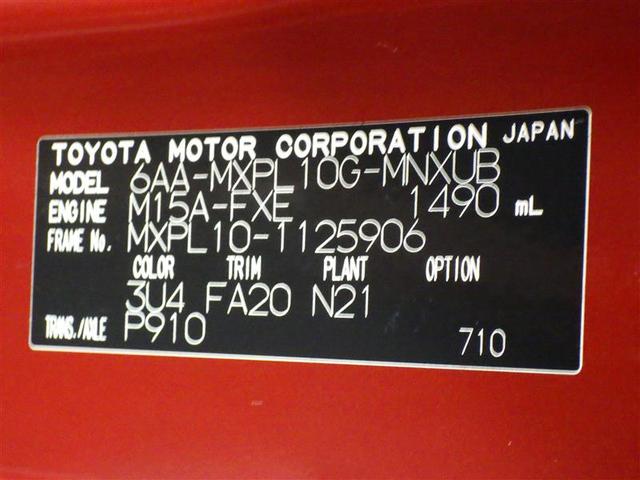 TOYOTA MOTOR CORPORATION JAPAN
MODEL 6AA-MXPL10G-MNXUB
ENGINE M15A-FXE 1490 mL
FRAME No. MXPL10-1125906
COLOR TRIM PLANT OPTION
3U4 FA20 N21
TRANS./AXLE P910 710